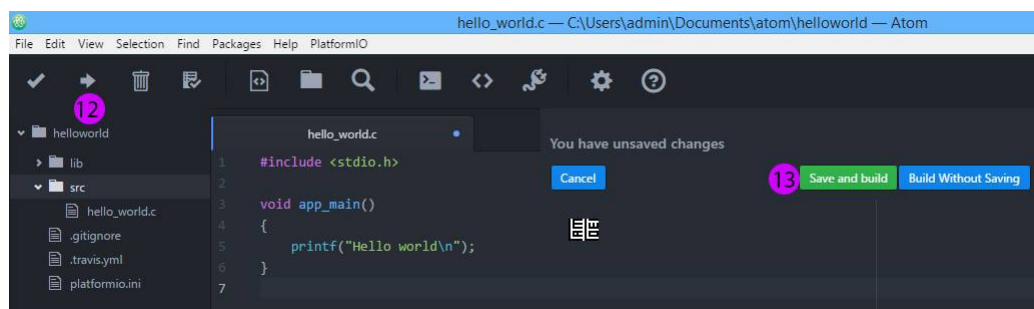 hello_world.c — C:\Users\admin\Documents\atom\helloworld — Atom
File Edit View Selection Find Packages Help PlatformIO
12
helloworld
lib
src
hello_world.c
.gitignore
.travis.yml
platformio.ini
hello_world.c
1 #include <stdio.h>
2
3 void app_main()
4 {
5 printf("Hello world\n");
6 }
7
You have unsaved changes
Cancel
13 Save and build Build Without Saving